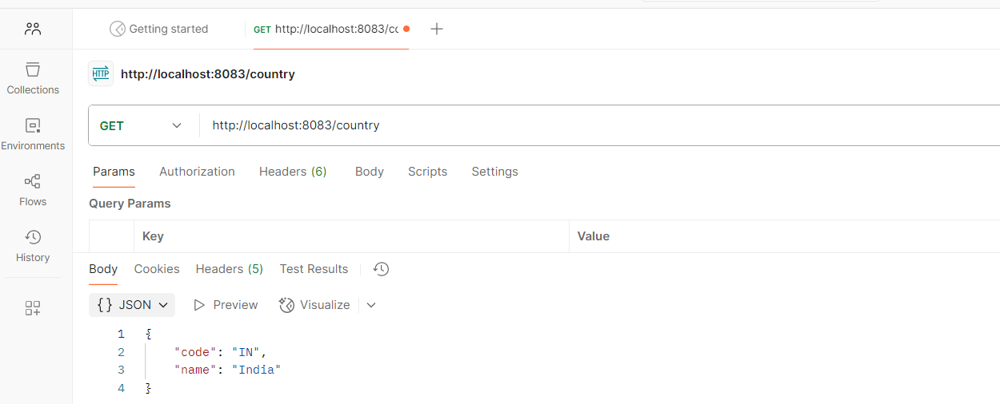 Getting started
GET http://localhost:8083/cc
HTTP http://localhost:8083/country
Collections
GET http://localhost:8083/country
Environments
Params Authorization Headers (6) Body Scripts Settings
Flows
Query Params
Key Value
History
Body Cookies Headers (5) Test Results
{} JSON Preview Visualize
1 {
2 "code": "IN",
3 "name": "India"
4 }